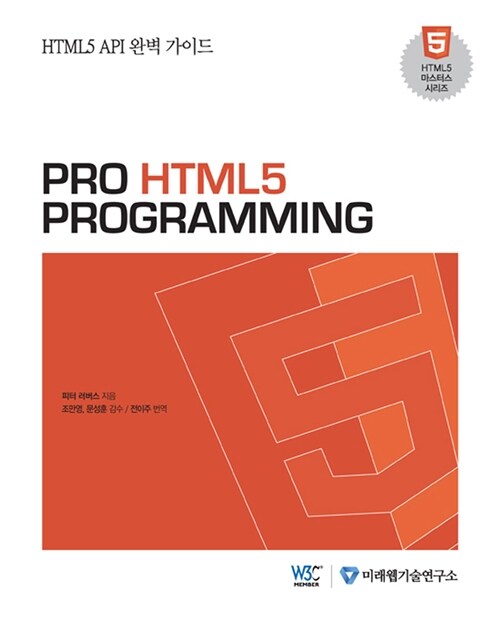 HTML5 API 완벽 가이드
5
HTML5
마스터스
시리즈
PRO HTML5
PROGRAMMING
피터 러버스 지음
조만영, 문성훈 감수 / 전이주 번역
W3C®
MEMBER
미래웹기술연구소